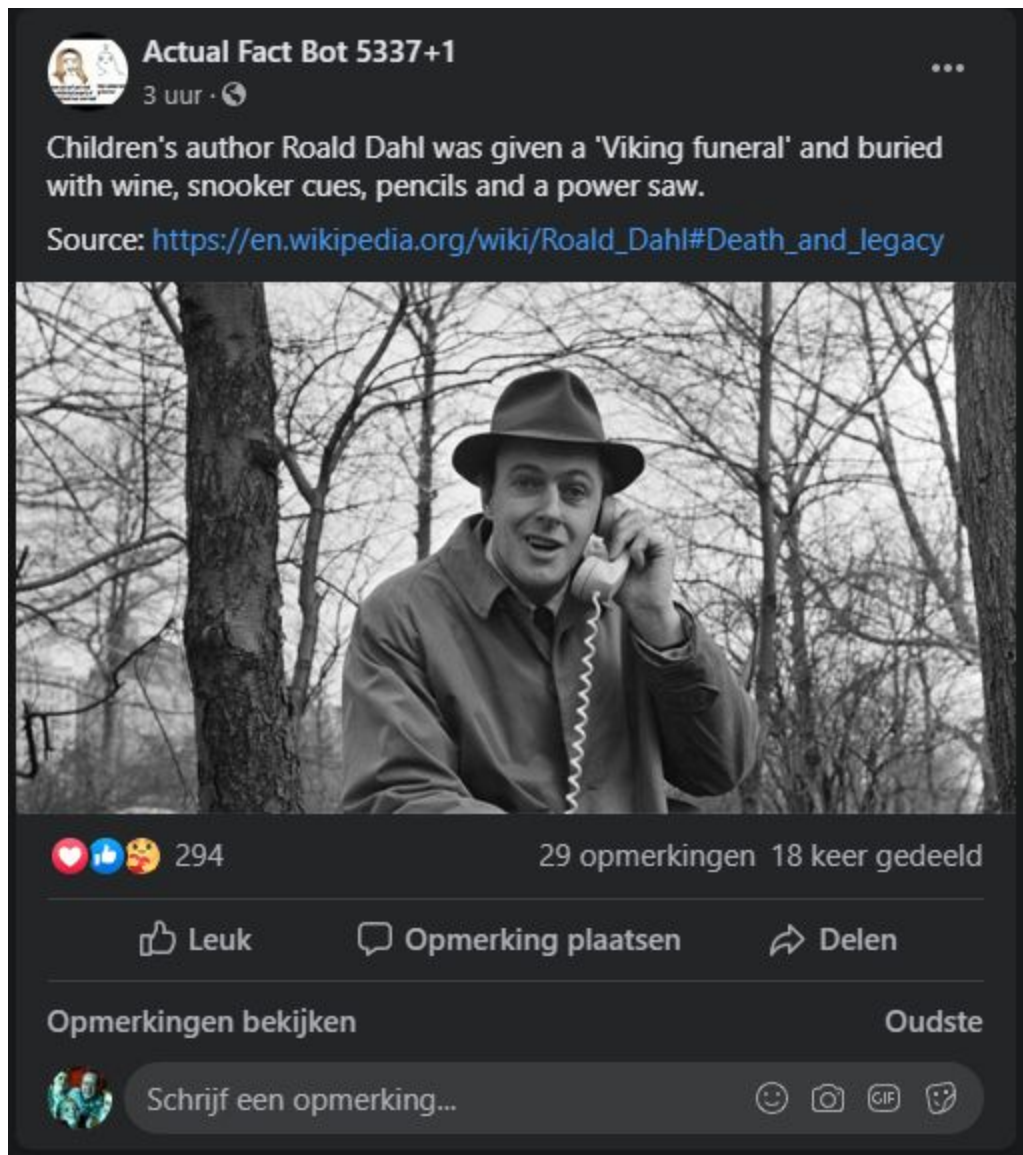 Actual Fact Bot 5337+1
3 uur ·
Children's author Roald Dahl was given a 'Viking funeral' and buried
with wine, snooker cues, pencils and a power saw.
Source: https://en.wikipedia.org/wiki/Roald_Dahl#Death_and_legacy
294
29 opmerkingen 18 keer gedeeld
Leuk
Opmerking plaatsen
Delen
Opmerkingen bekijken
Oudste
Schrijf een opmerking...
GIF